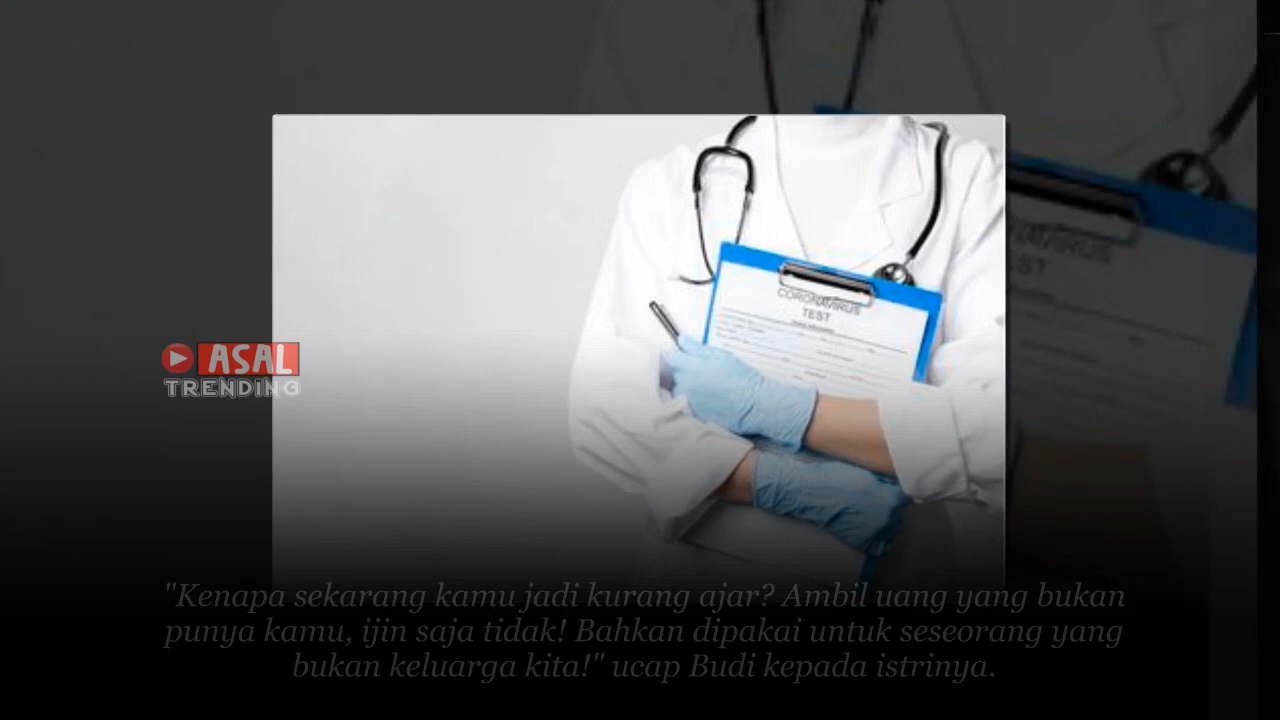 CORONAVIRUS
TEST
ASAL
TRENDING
"Kenapa sekarang kamu jadi kurang ajar? Ambil uang yang bukan
punya kamu, ijin saja tidak! Bahkan dipakai untuk seseorang yang
bukan keluarga kita!" ucap Budi kepada istrinya.